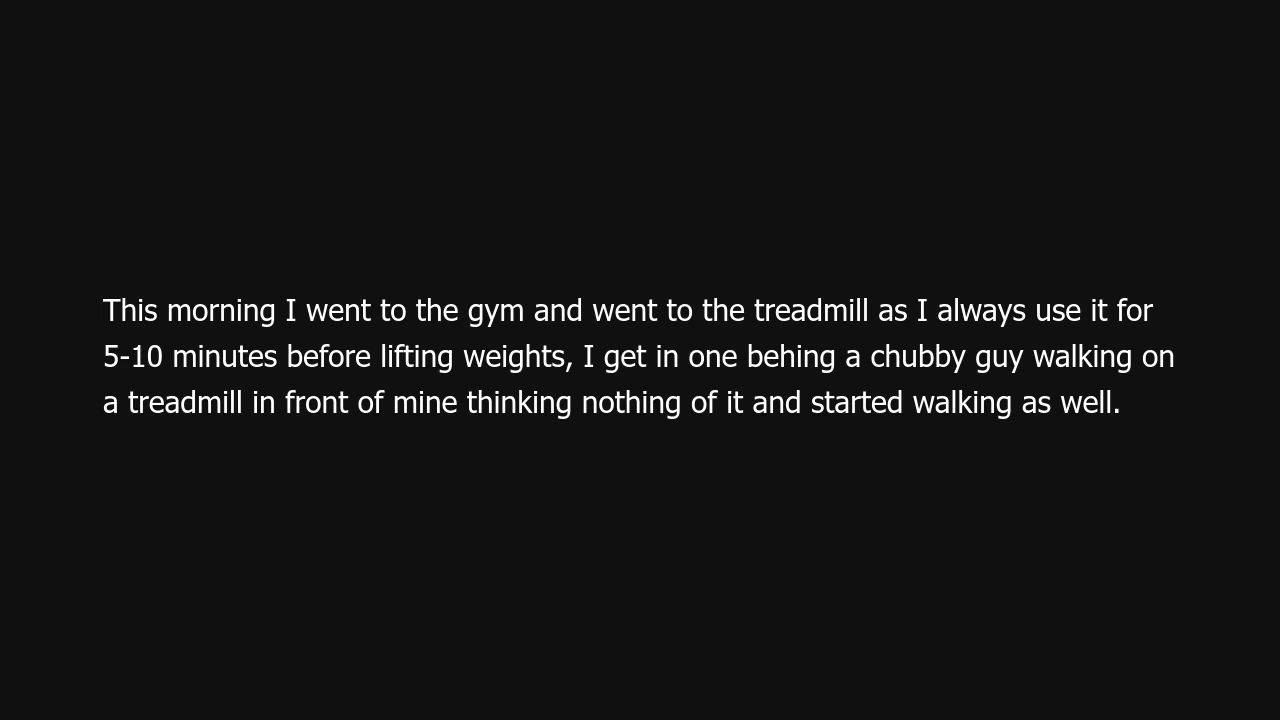 This morning I went to the gym and went to the treadmill as I always use it for
5-10 minutes before lifting weights, I get in one behing a chubby guy walking on
a treadmill in front of mine thinking nothing of it and started walking as well.